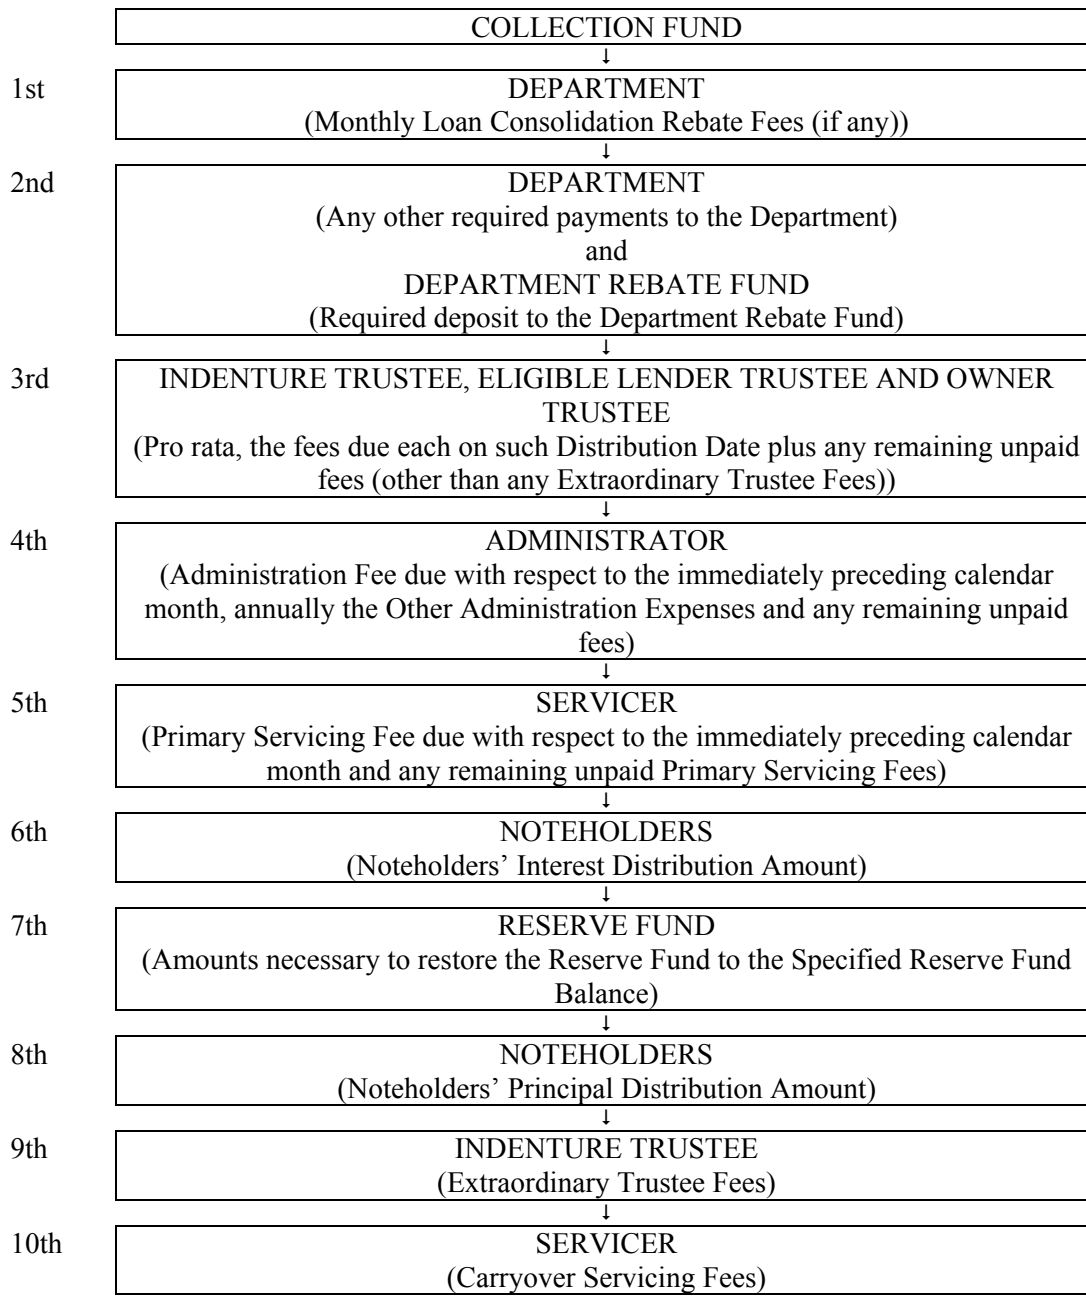 COLLECTION FUND
↓
1st
DEPARTMENT
(Monthly Loan Consolidation Rebate Fees (if any))
↓
2nd
DEPARTMENT
(Any other required payments to the Department)
and
DEPARTMENT REBATE FUND
(Required deposit to the Department Rebate Fund)
↓
3rd
INDENTURE TRUSTEE, ELIGIBLE LENDER TRUSTEE AND OWNER
TRUSTEE
(Pro rata, the fees due each on such Distribution Date plus any remaining unpaid
fees (other than any Extraordinary Trustee Fees))
↓
4th
ADMINISTRATOR
(Administration Fee due with respect to the immediately preceding calendar
month, annually the Other Administration Expenses and any remaining unpaid
fees)
↓
5th
SERVICER
(Primary Servicing Fee due with respect to the immediately preceding calendar
month and any remaining unpaid Primary Servicing Fees)
↓
6th
NOTEHOLDERS
(Noteholders’ Interest Distribution Amount)
↓
7th
RESERVE FUND
(Amounts necessary to restore the Reserve Fund to the Specified Reserve Fund
Balance)
↓
8th
NOTEHOLDERS
(Noteholders’ Principal Distribution Amount)
↓
9th
INDENTURE TRUSTEE
(Extraordinary Trustee Fees)
↓
10th
SERVICER
(Carryover Servicing Fees)